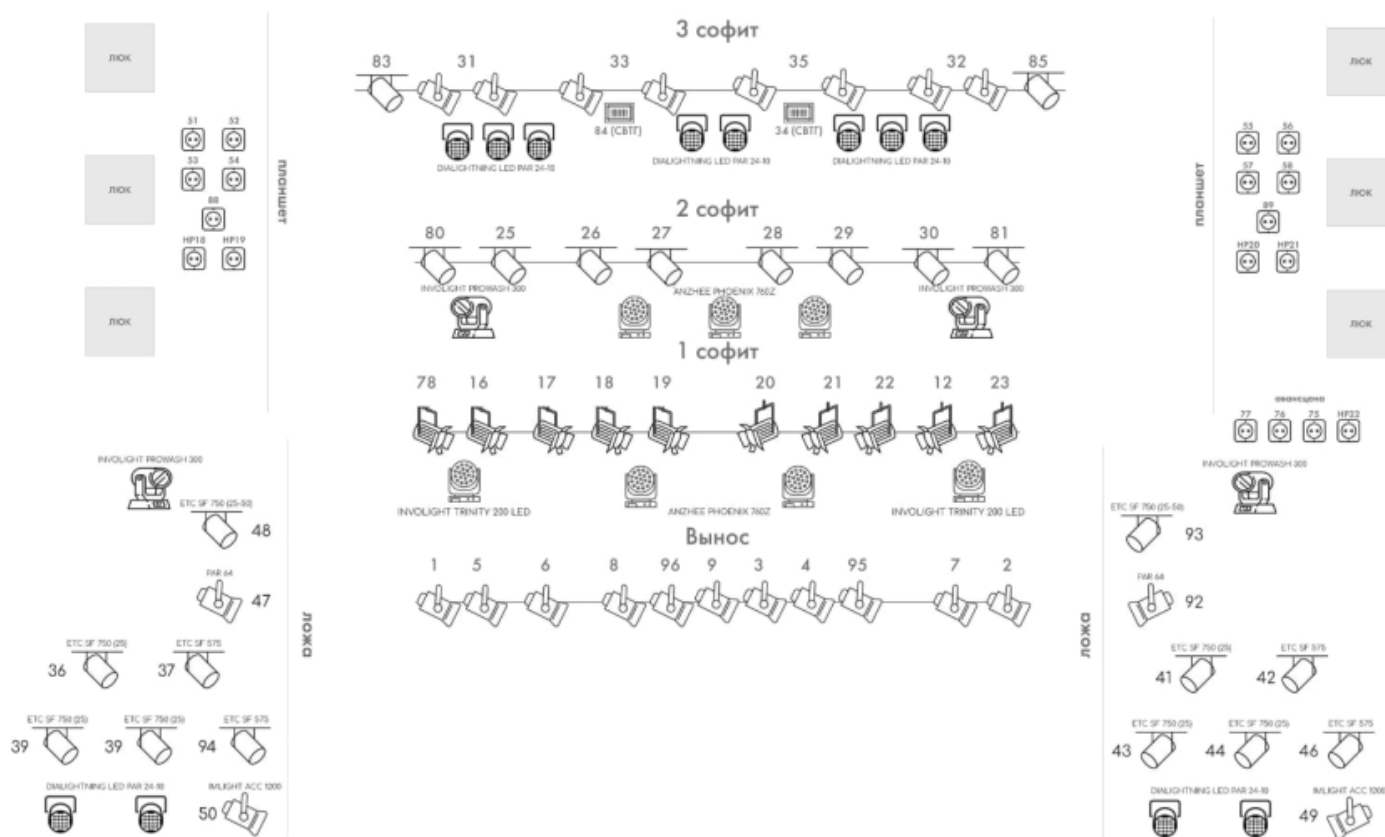 3 софит
83 31 33 35 32 85
84 (СВТГ) 34 (СВТГ)
DIALIGHTNING LED PAR 24-10 DIALIGHTNING LED PAR 24-10 DIALIGHTNING LED PAR 24-10
2 софит
80 25 26 27 28 29 30 81
INVOLIGHT PROWASH 300 ANZHEE PHOENIX 760Z INVOLIGHT PROWASH 300
1 софит
78 16 17 18 19 20 21 22 12 23
INVOLIGHT TRINITY 200 LED ANZHEE PHOENIX 760Z INVOLIGHT TRINITY 200 LED
Вынос
1 5 6 8 96 9 3 4 95 7 2
люк
51 52
53 54
люк
88
HP18 HP19
люк
планшет
INVOLIGHT PROWASH 300
ETC SF 750 (25-50)
48
PAR 64
47
ложа
ETC SF 750 (25) ETC SF 575
36 37
ETC SF 750 (25) ETC SF 750 (25) ETC SF 575
39 39 94
DIALIGHTNING LED PAR 24-10 IMLIGHT ACC 1200
50
планшет
люк
55 56
57 58
люк
89
HP20 HP21
люк
авансцена
77 76 75 HP22
INVOLIGHT PROWASH 300
ETC SF 750 (25-50)
93
PAR 64
92
ложа
ETC SF 750 (25) ETC SF 575
41 42
ETC SF 750 (25) ETC SF 750 (25) ETC SF 575
43 44 46
DIALIGHTNING LED PAR 24-10 IMLIGHT ACC 1200
49